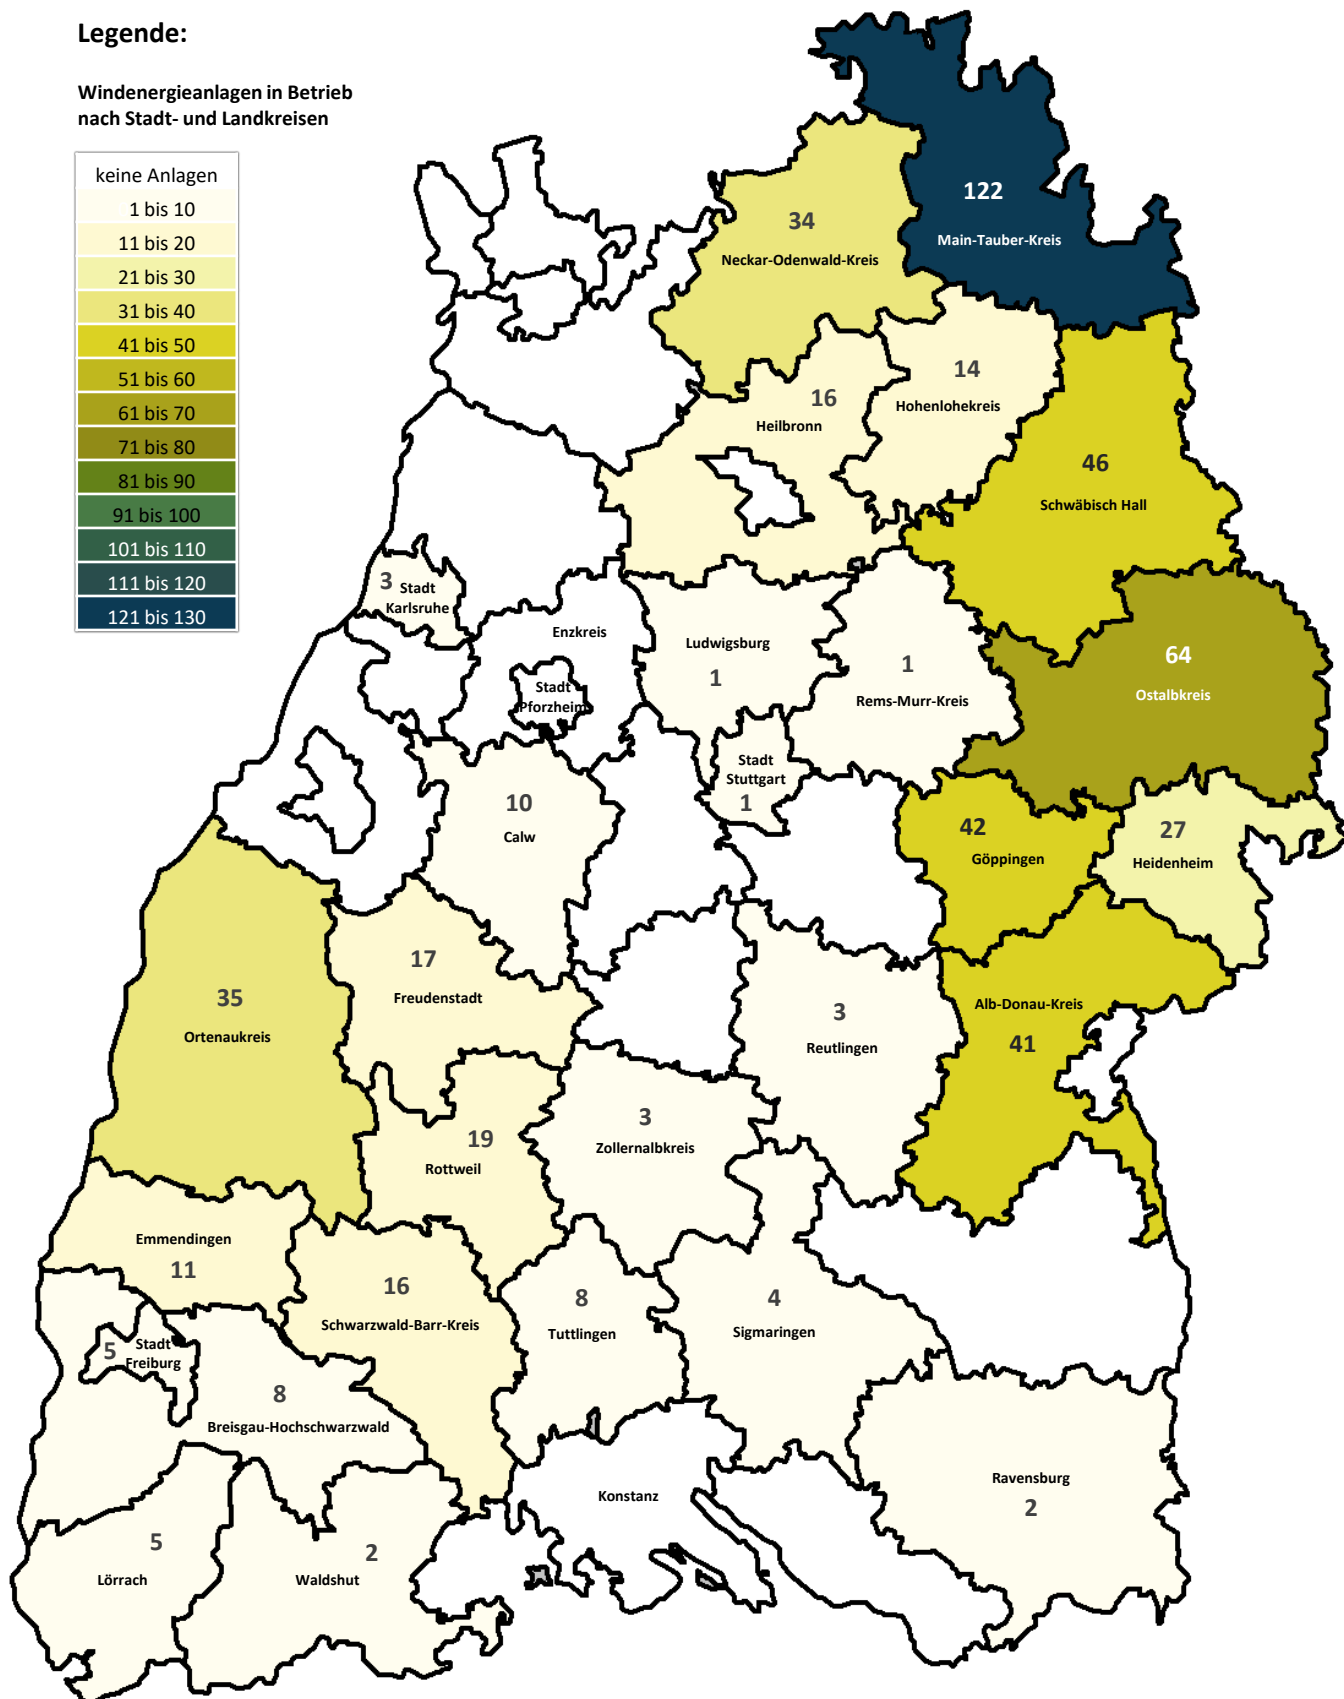 Legende:
Windenergieanlagen in Betrieb
nach Stadt- und Landkreisen
keine Anlagen
1 bis 10
11 bis 20
21 bis 30
31 bis 40
41 bis 50
51 bis 60
61 bis 70
71 bis 80
81 bis 90
91 bis 100
101 bis 110
111 bis 120
121 bis 130
122
Main-Tauber-Kreis
34
Neckar-Odenwald-Kreis
14
Hohenlohekreis
16
Heilbronn
46
Schwäbisch Hall
3
Stadt
Karlsruhe
Enzkreis
Stadt
Pforzheim
Ludwigsburg
1
1
Rems-Murr-Kreis
64
Ostalbkreis
Stadt
Stuttgart
1
10
Calw
42
Göppingen
27
Heidenheim
17
Freudenstadt
35
Ortenaukreis
3
Reutlingen
Alb-Donau-Kreis
41
19
Rottweil
3
Zollernalbkreis
Emmendingen
11
16
Schwarzwald-Barr-Kreis
8
Tuttlingen
4
Sigmaringen
5
Stadt
Freiburg
8
Breisgau-Hochschwarzwald
Konstanz
Ravensburg
2
5
Lörrach
2
Waldshut